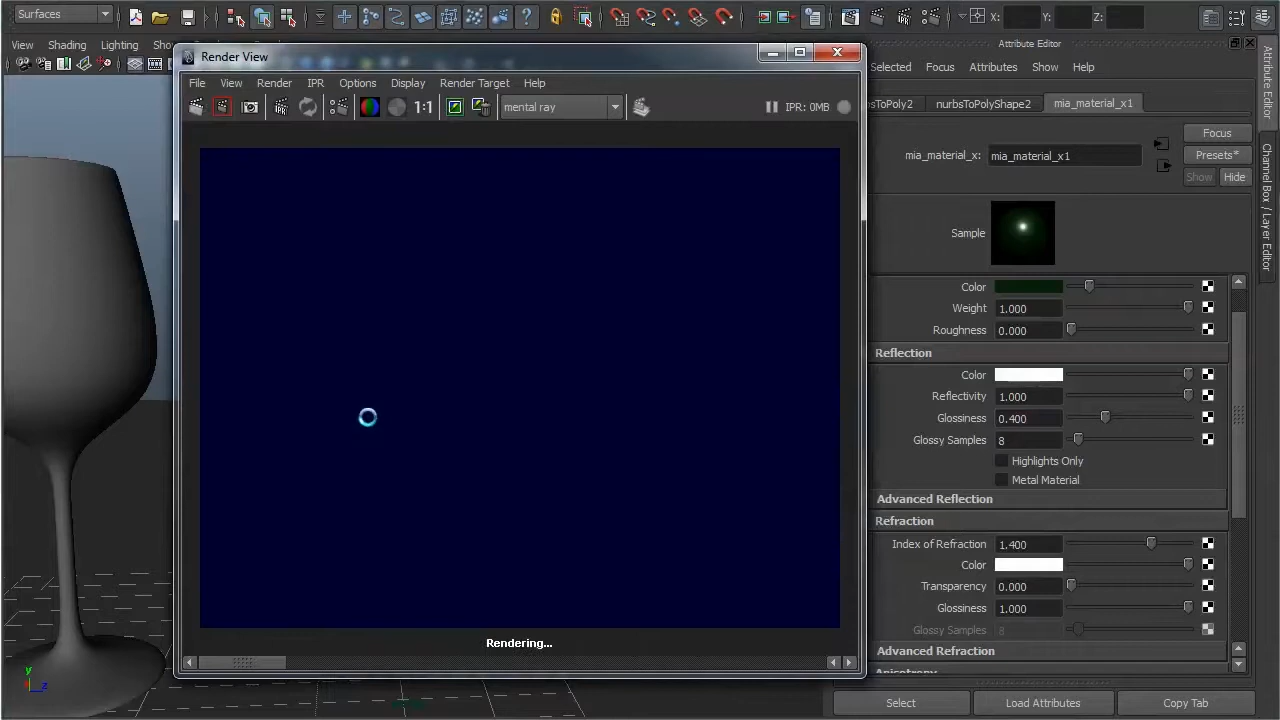 Surfaces
X:
Y:
Z:
View Shading Lighting Sho
Attribute Editor
Selected Focus Attributes Show Help
Render View
File View Render IPR Options Display Render Target Help
1:1
mental ray
IPR: 0MB
Rendering...
bsToPoly2 nurbsToPolyShape2 mia_material_x1
mia_material_x: mia_material_x1
Focus
Presets*
Show Hide
Sample
Color
Weight 1.000
Roughness 0.000
Reflection
Color
Reflectivity 1.000
Glossiness 0.400
Glossy Samples 8
Highlights Only
Metal Material
Advanced Reflection
Refraction
Index of Refraction 1.400
Color
Transparency 0.000
Glossiness 1.000
Glossy Samples 8
Advanced Refraction
Anisotropy
Select Load Attributes Copy Tab
Attribute Editor
Channel Box / Layer Editor
y
z